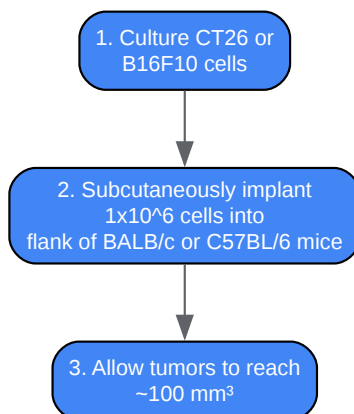 1. Culture CT26 or
B16F10 cells
2. Subcutaneously implant
1x10^6 cells into
flank of BALB/c or C57BL/6 mice
3. Allow tumors to reach
~100 mm³